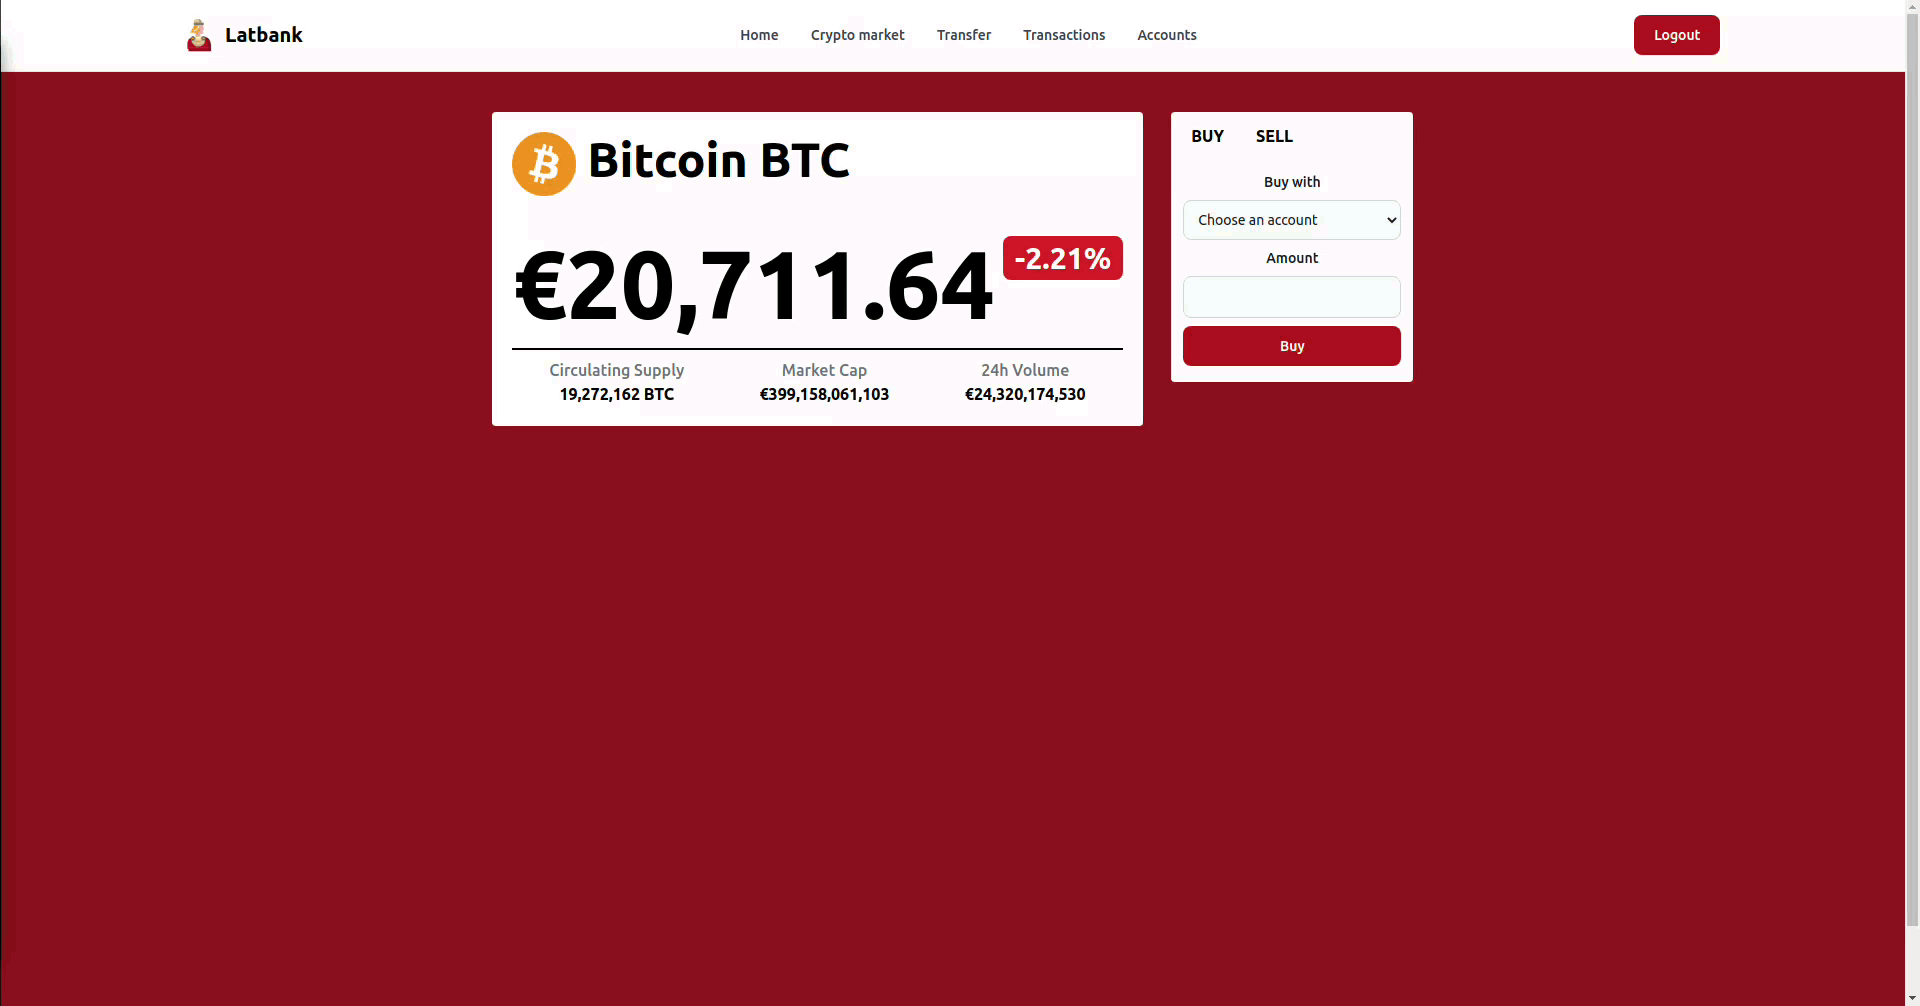 Latbank
Home
Crypto market
Transfer
Transactions
Accounts
Logout
Bitcoin BTC
€20,711.64
-2.21%
Circulating Supply
19,272,162 BTC
Market Cap
€399,158,061,103
24h Volume
€24,320,174,530
BUY
SELL
Buy with
Choose an account
Amount
Buy